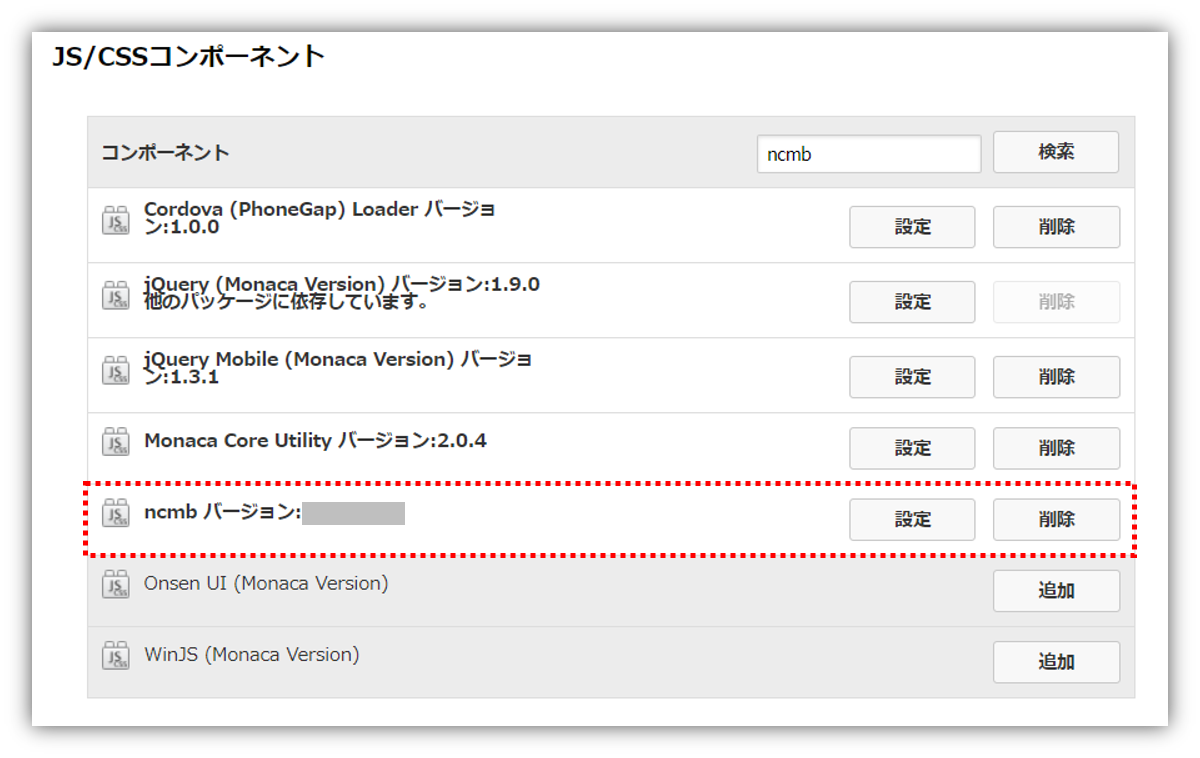 JS/CSSコンポーネント
コンポーネント
ncmb
検索
Cordova (PhoneGap) Loader バージョ
ン:1.0.0
設定
削除
jQuery (Monaca Version) バージョン:1.9.0
他のパッケージに依存しています。
設定
削除
jQuery Mobile (Monaca Version) バージョ
ン:1.3.1
設定
削除
Monaca Core Utility バージョン:2.0.4
設定
削除
ncmb バージョン:
設定
削除
Onsen UI (Monaca Version)
追加
WinJS (Monaca Version)
追加